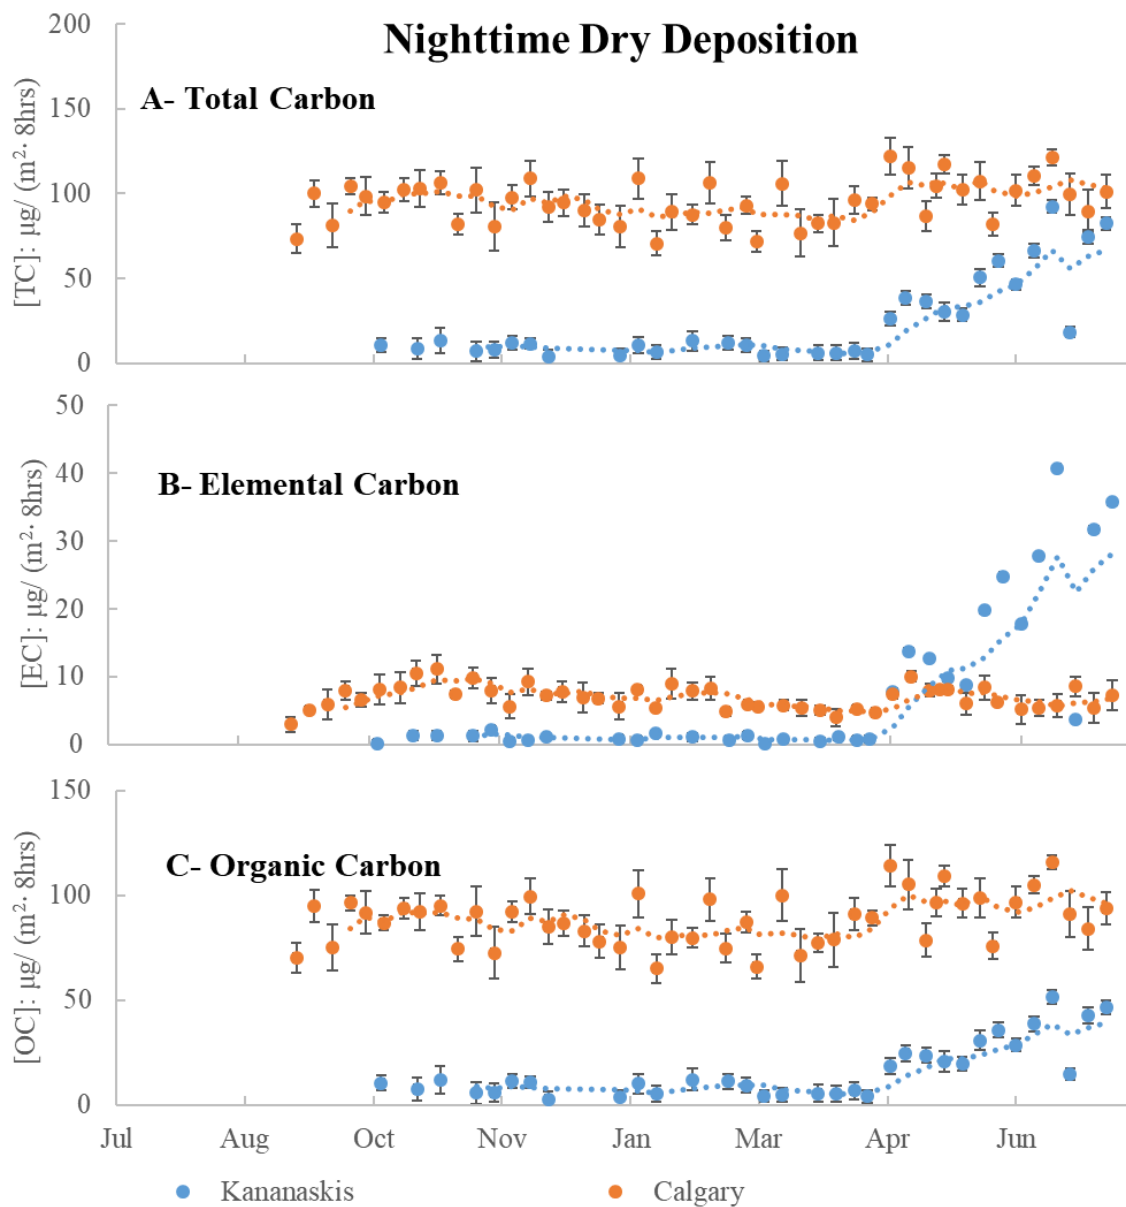 Nighttime Dry Deposition
A- Total Carbon
[TC]: µg/ (m²· 8hrs)
200
150
100
50
0
B- Elemental Carbon
[EC]: µg/ (m²· 8hrs)
50
40
30
20
10
0
C- Organic Carbon
[OC]: µg/ (m²· 8hrs)
150
100
50
0
Jul Aug Oct Nov Jan Mar Apr Jun
Kananaskis Calgary